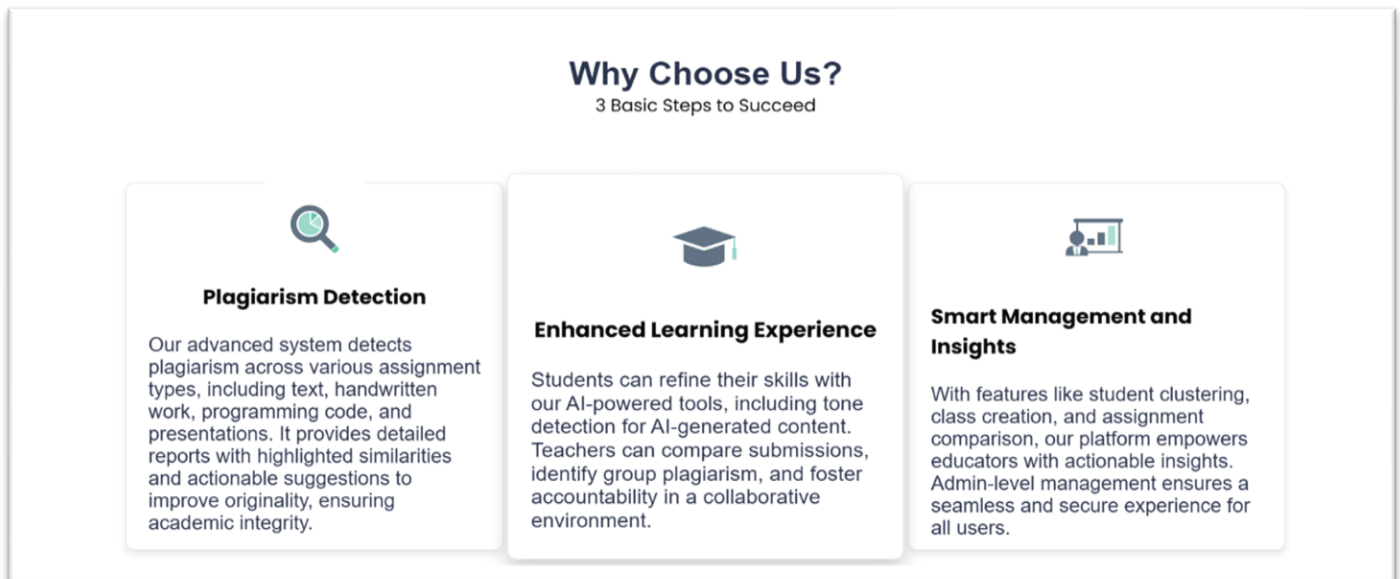 Why Choose Us?
3 Basic Steps to Succeed
Plagiarism Detection
Our advanced system detects
plagiarism across various assignment
types, including text, handwritten
work, programming code, and
presentations. It provides detailed
reports with highlighted similarities
and actionable suggestions to
improve originality, ensuring
academic integrity.
Enhanced Learning Experience
Students can refine their skills with
our AI-powered tools, including tone
detection for AI-generated content.
Teachers can compare submissions,
identify group plagiarism, and foster
accountability in a collaborative
environment.
Smart Management and
Insights
With features like student clustering,
class creation, and assignment
comparison, our platform empowers
educators with actionable insights.
Admin-level management ensures a
seamless and secure experience for
all users.